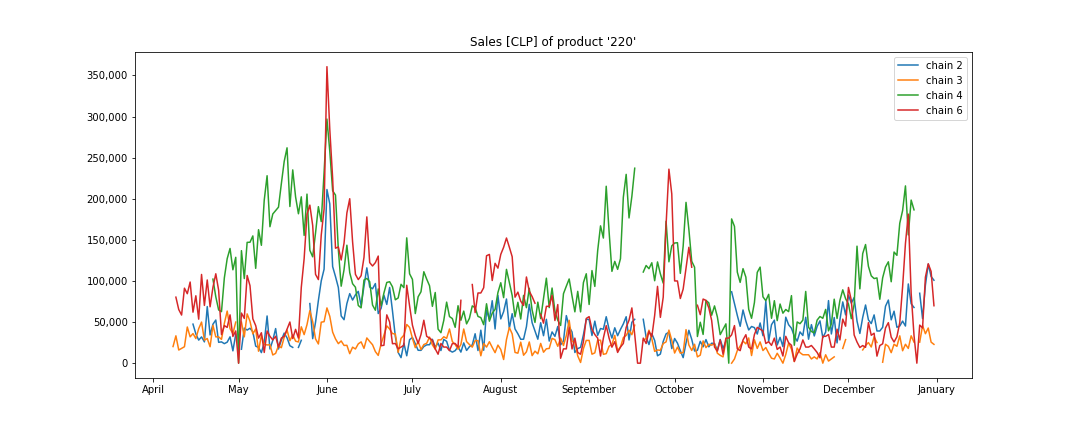 Sales [CLP] of product '220'
chain 2
chain 3
chain 4
chain 6
350,000
300,000
250,000
200,000
150,000
100,000
50,000
0
April May June July August September October November December January